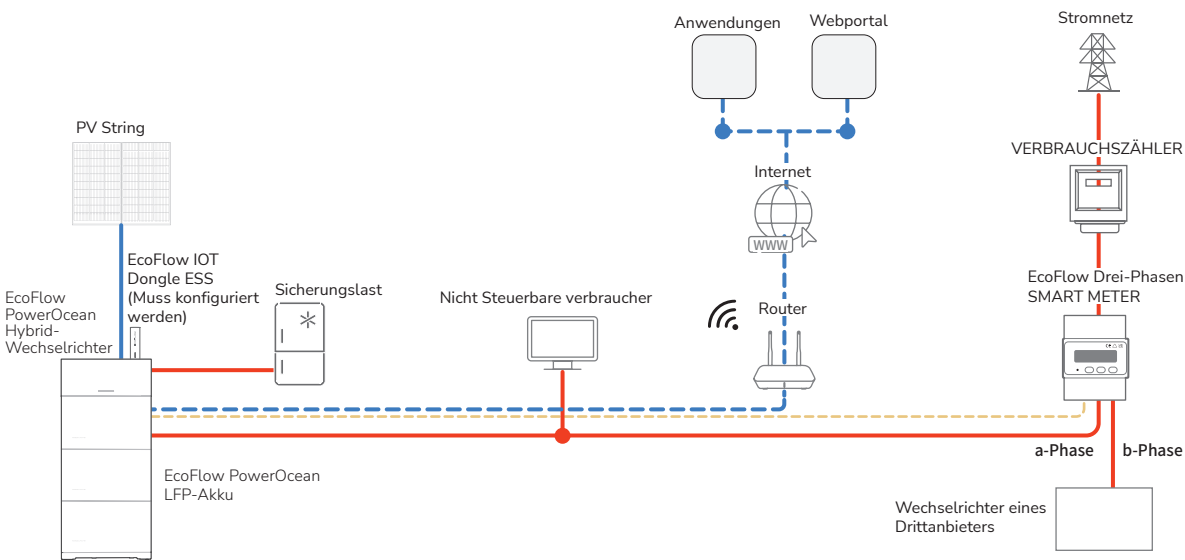 Anwendungen
Webportal
Stromnetz
PV String
VERBRAUCHSZÄHLER
Internet
WWW
EcoFlow IOT
Dongle ESS
(Muss konfiguriert
werden)
EcoFlow
PowerOcean
Hybrid-
Wechselrichter
Sicherungslast
Nicht Steuerbare verbraucher
Router
EcoFlow Drei-Phasen
SMART METER
a-Phase
b-Phase
EcoFlow PowerOcean
LFP-Akku
Wechselrichter eines
Drittanbieters